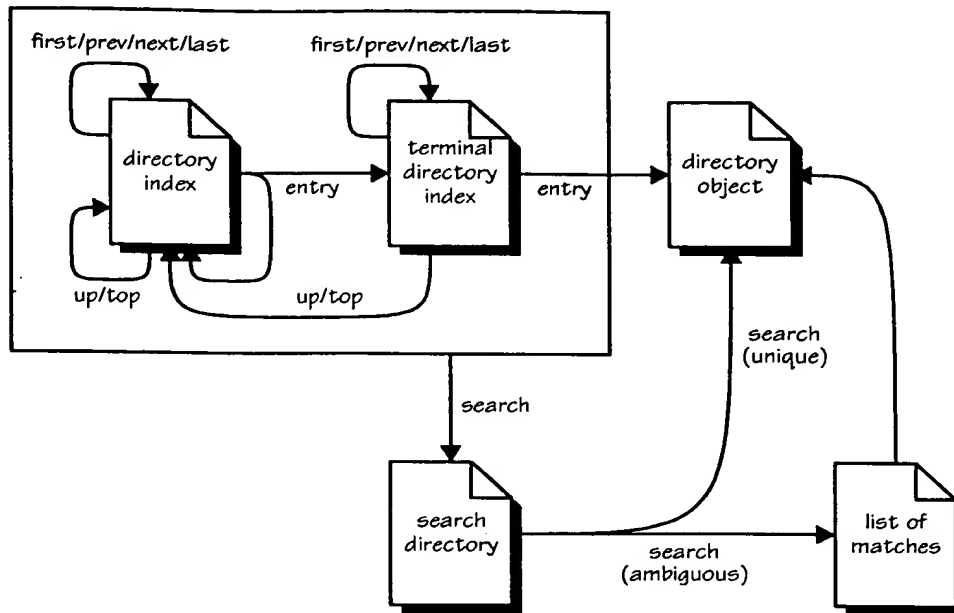 first/prev/next/last
first/prev/next/last
directory
index
entry
terminal
directory
index
entry
directory
object
up/top
up/top
search
(unique)
search
search
directory
search
(ambiguous)
list of
matches